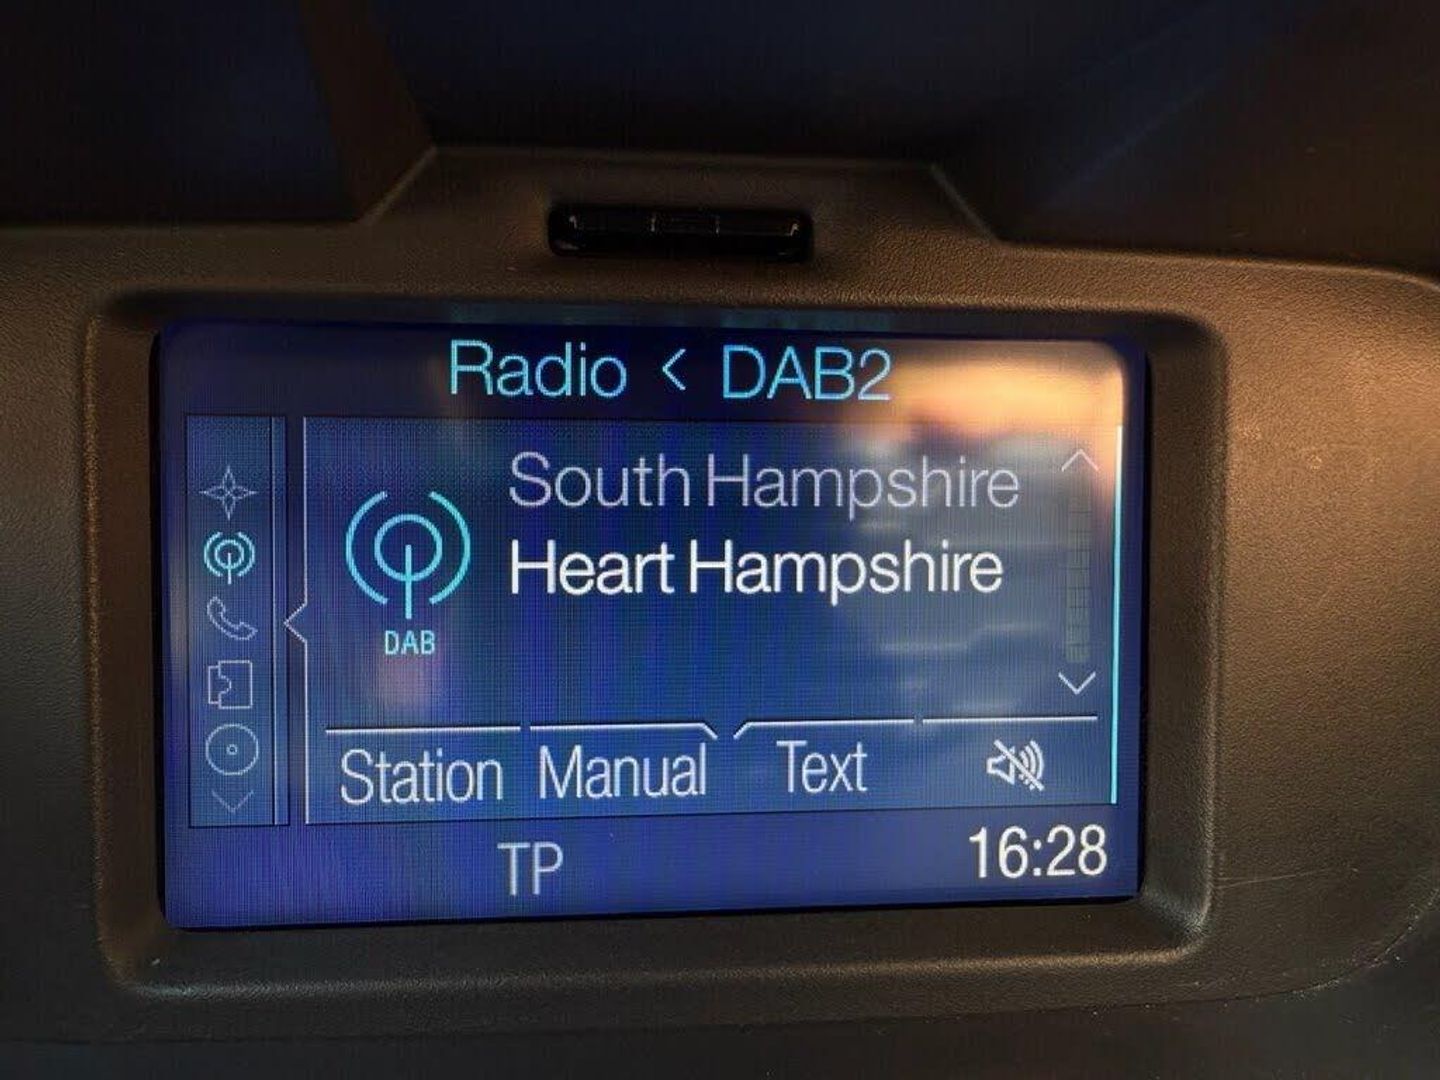 Radio < DAB2
South Hampshire
Heart Hampshire
DAB
Station Manual Text
TP 16:28